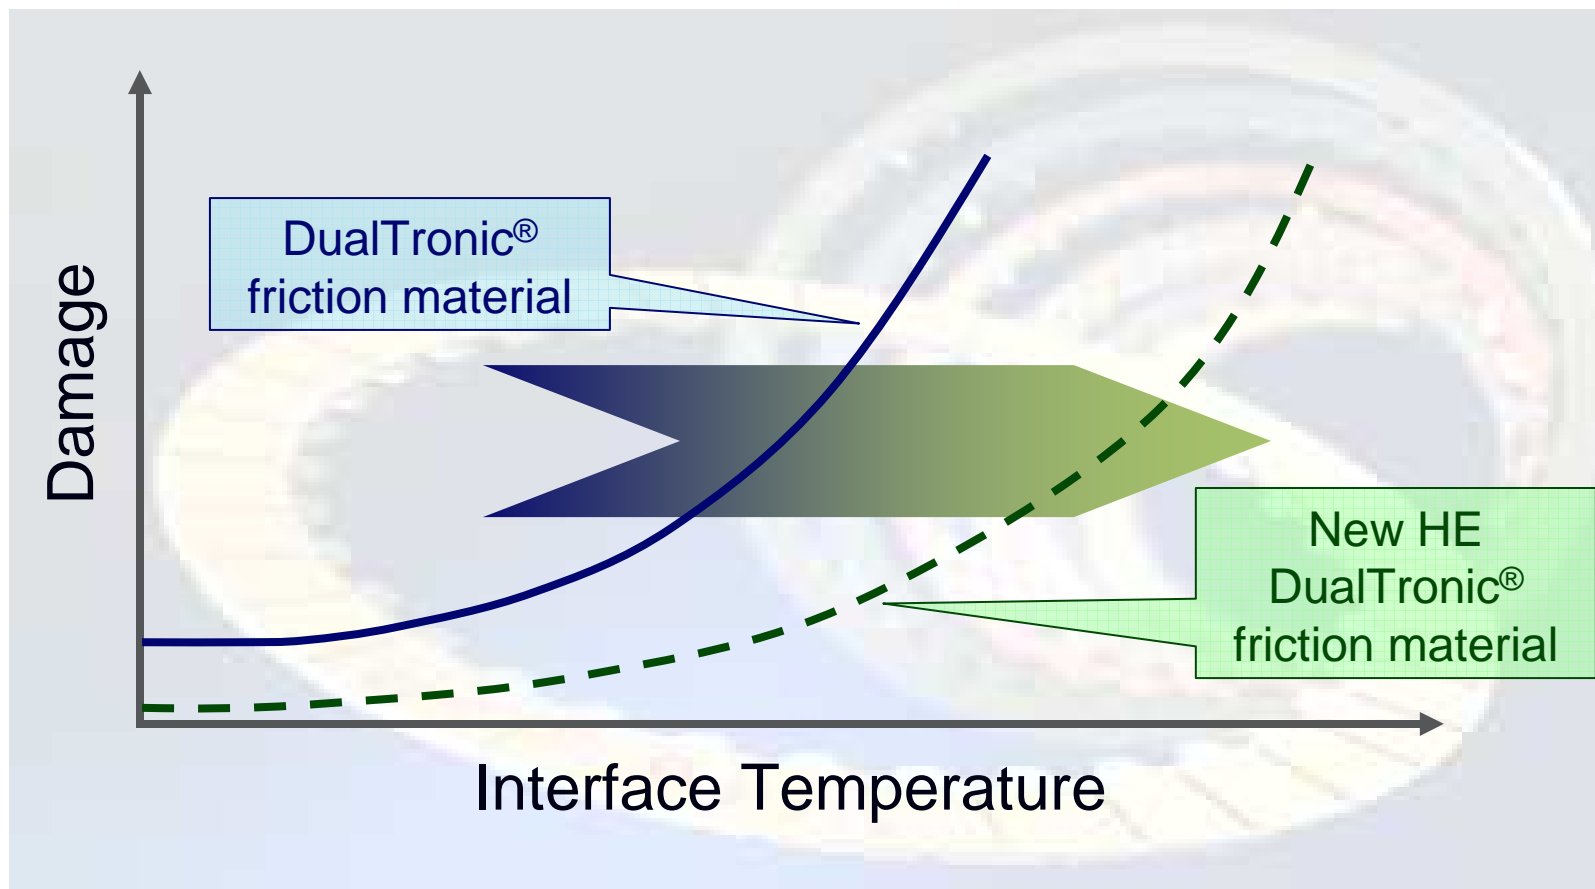 DualTronic®
friction material
Damage
New HE
DualTronic®
friction material
Interface Temperature